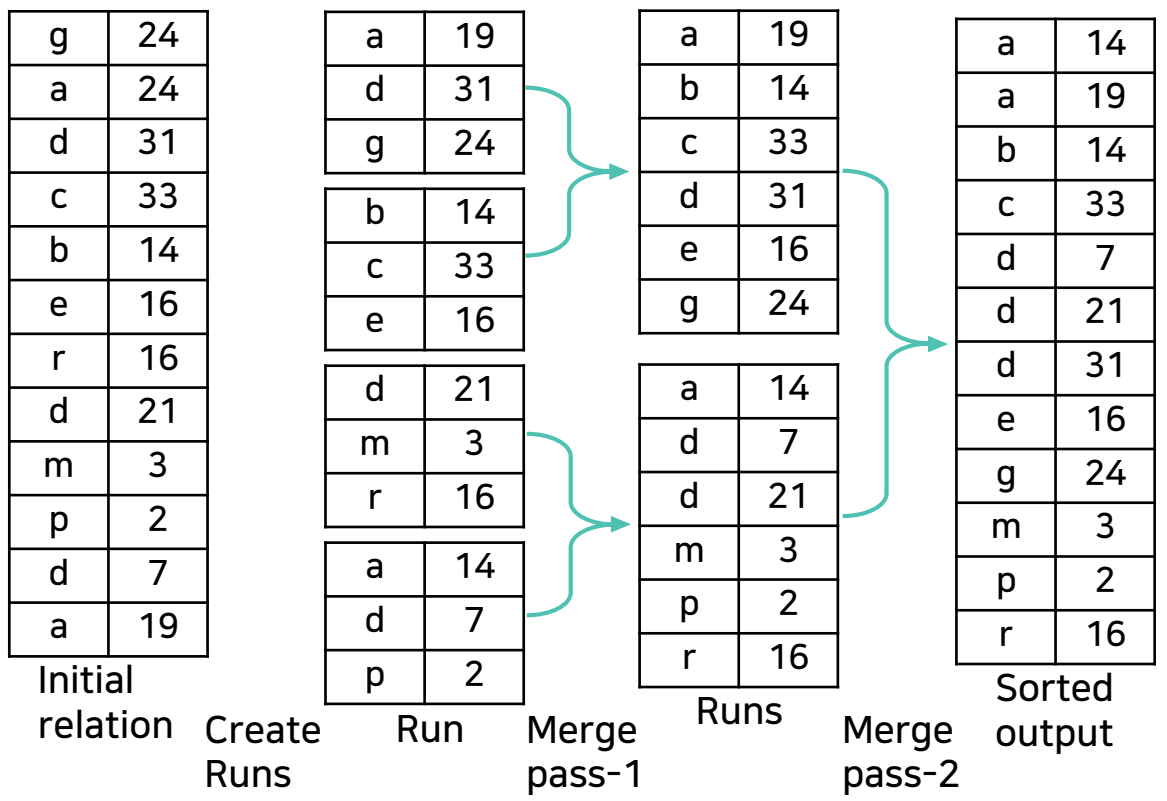 g 24
a 24
d 31
c 33
b 14
e 16
r 16
d 21
m 3
p 2
d 7
a 19
Initial
relation
Create
Runs
a 19
d 31
g 24
b 14
c 33
e 16
d 21
m 3
r 16
a 14
d 7
p 2
Run
Merge
pass-1
a 19
b 14
c 33
d 31
e 16
g 24
a 14
d 7
d 21
m 3
p 2
r 16
Runs
Merge
pass-2
a 14
a 19
b 14
c 33
d 7
d 21
d 31
e 16
g 24
m 3
p 2
r 16
Sorted
output